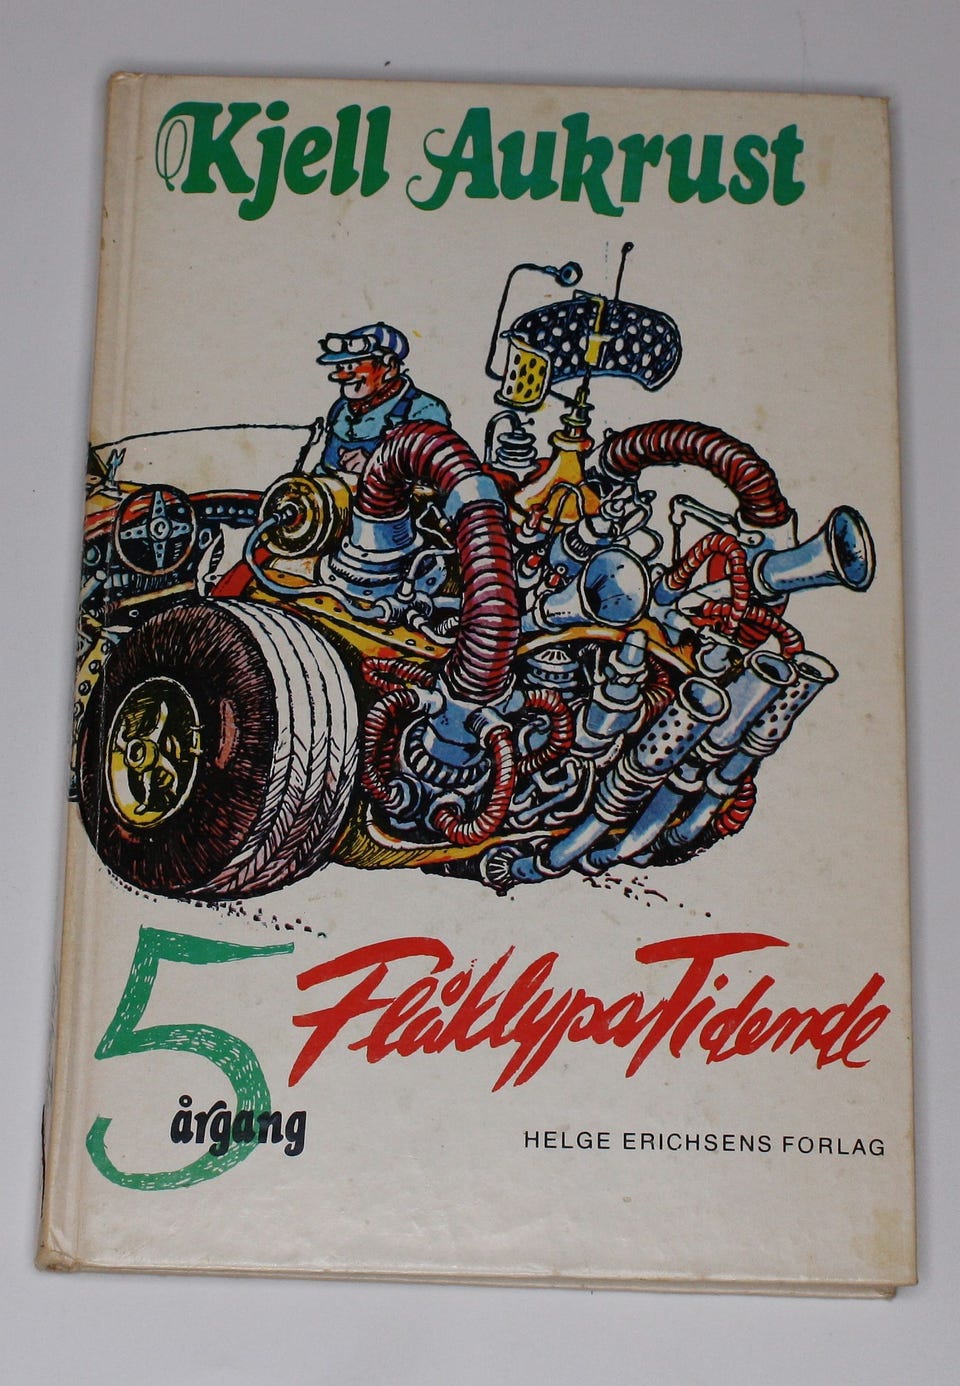 Kjell Aukrust
5
Flåklypa Tidende
årgang
HELGE ERICHSENS FORLAG